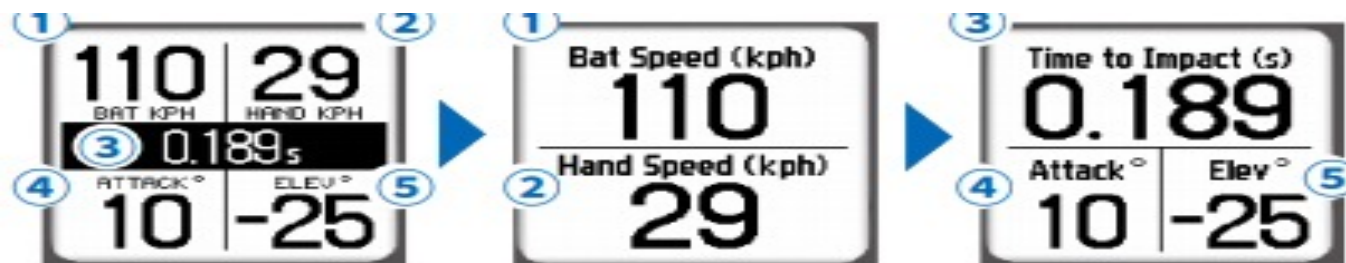 ① ②
110 29
BAT KPH HAND KPH
③ 0.189s
④ ATTACK° ELEV° ⑤
10 -25
①
Bat Speed (kph)
110
② Hand Speed (kph)
29
③
Time to Impact (s)
0.189
④ Attack° Elev° ⑤
10 -25